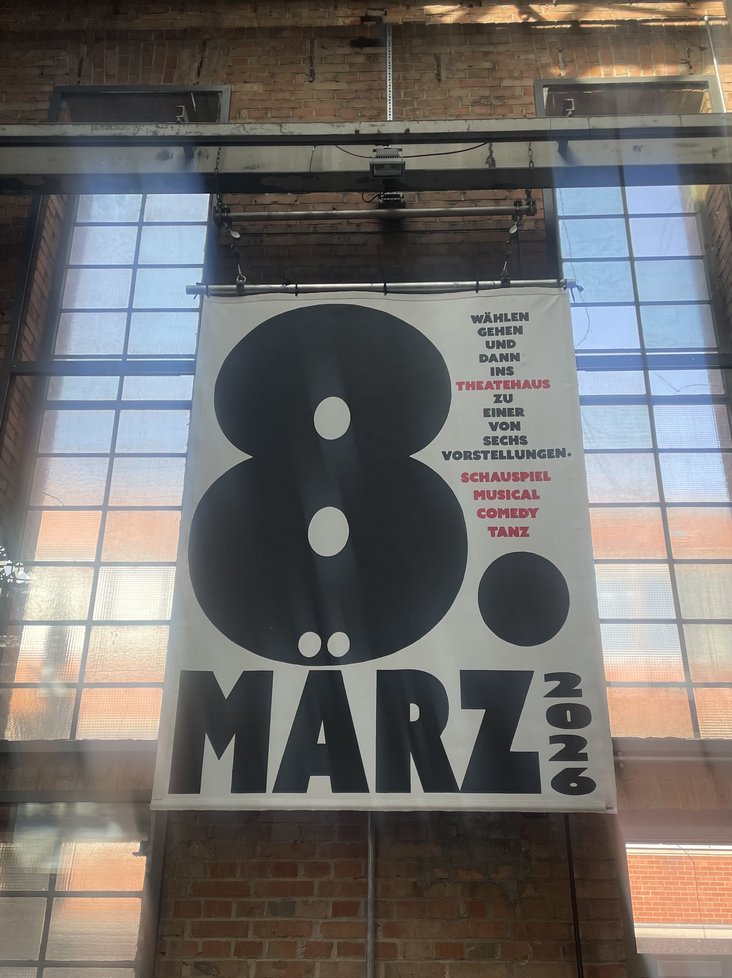 8.
WÄHLEN
GEHEN
UND
DANN
INS
THEATEHAUS
ZU
EINER
VON
SECHS
VORSTELLUNGEN.
SCHAUSPIEL
MUSICAL
COMEDY
TANZ
MÄRZ
2026